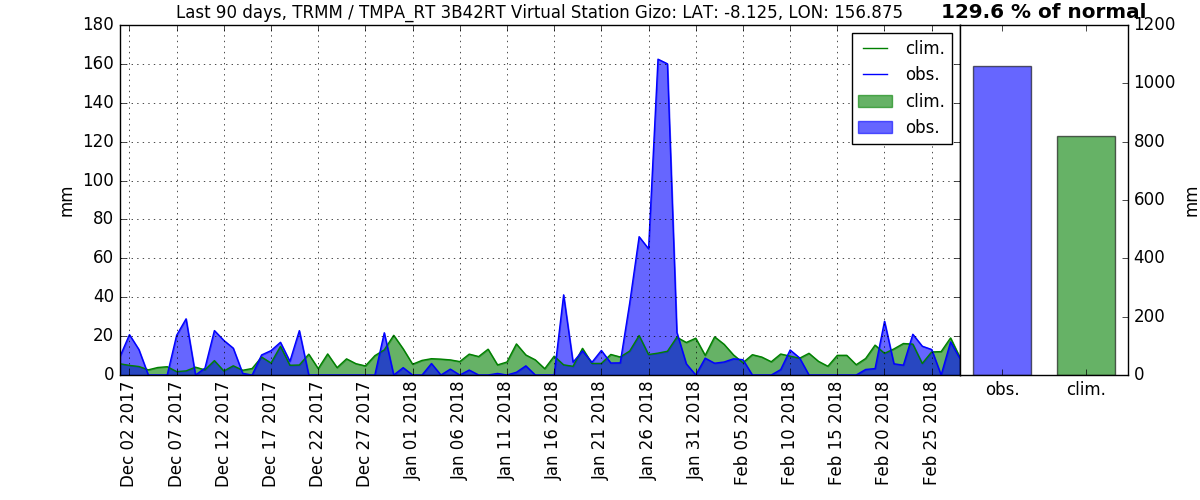 Last 90 days, TRMM / TMPA_RT 3B42RT Virtual Station Gizo: LAT: -8.125, LON: 156.875
129.6 % of normal
180
160
140
120
100
80
60
40
20
0
mm
clim.
obs.
clim.
obs.
Dec 02 2017
Dec 07 2017
Dec 12 2017
Dec 17 2017
Dec 22 2017
Dec 27 2017
Jan 01 2018
Jan 06 2018
Jan 11 2018
Jan 16 2018
Jan 21 2018
Jan 26 2018
Jan 31 2018
Feb 05 2018
Feb 10 2018
Feb 15 2018
Feb 20 2018
Feb 25 2018
1200
1000
800
600
400
200
0
mm
obs.
clim.